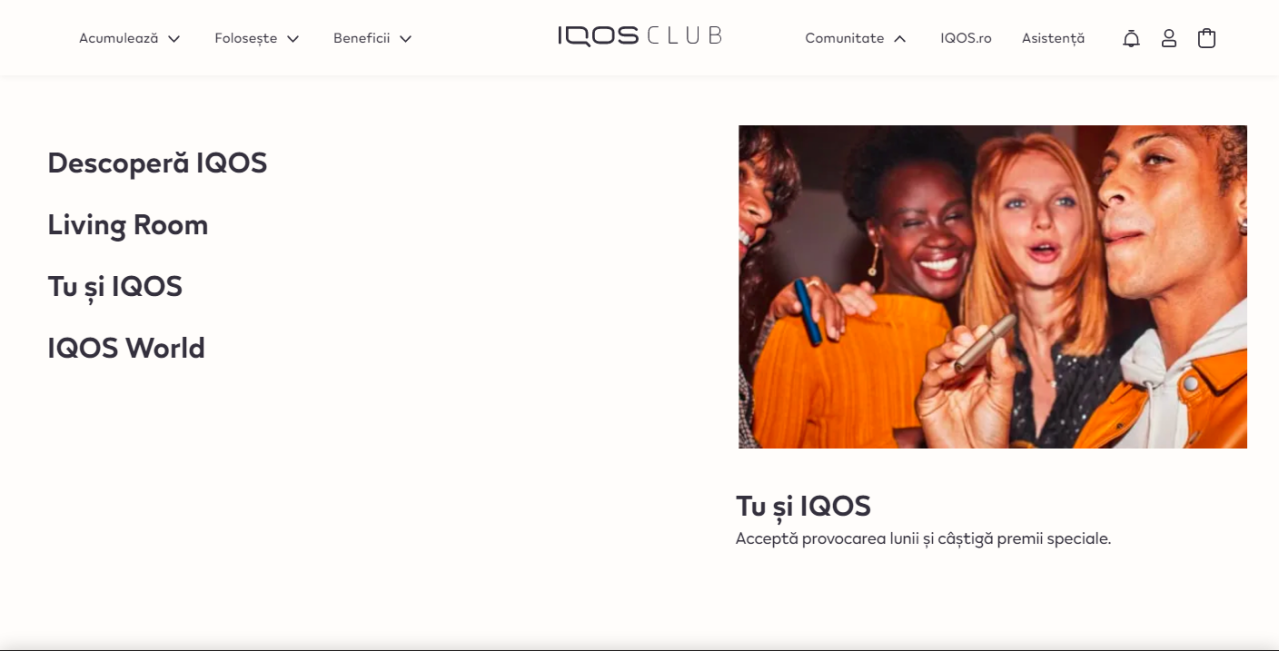 Acumulează
Folosește
Beneficii
IQOS CLUB
Comunitate
IQOS.ro
Asistență
Descoperă IQOS
Living Room
Tu și IQOS
IQOS World
Tu și IQOS
Acceptă provocarea lunii și câștigă premii speciale.